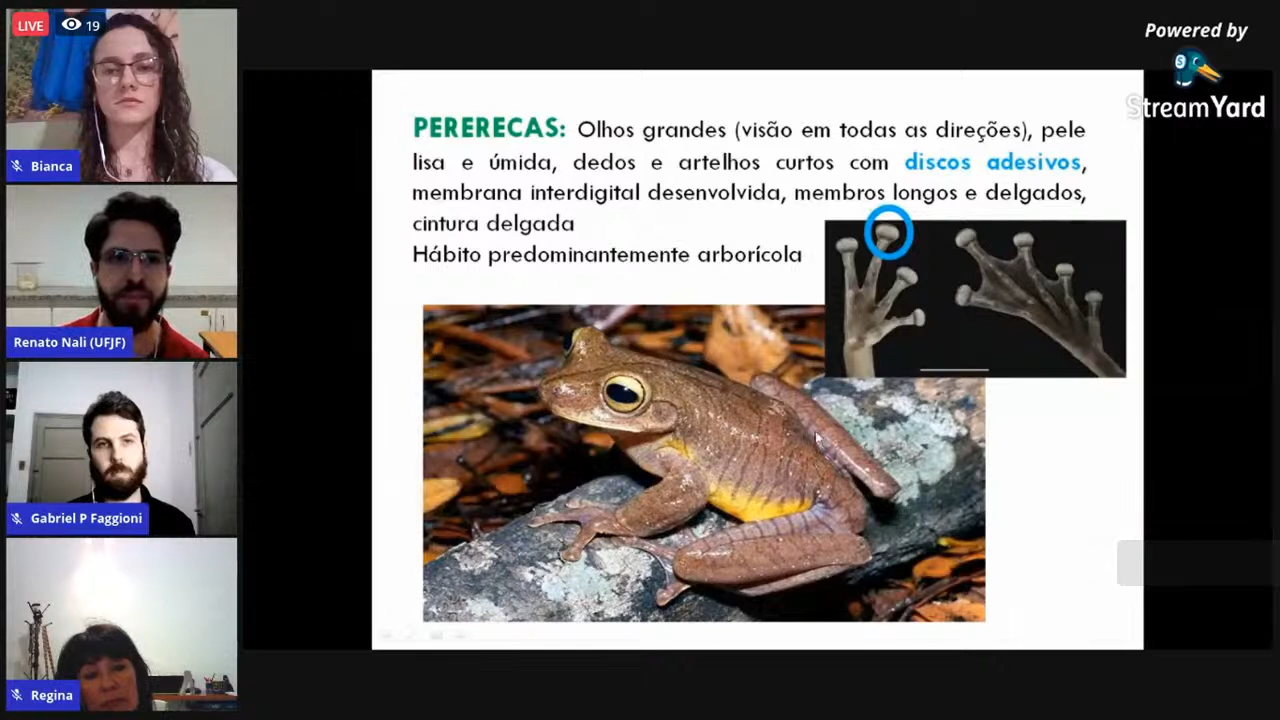 LIVE 19
Bianca
Renato Nali (UFJF)
Gabriel P Faggioni
Regina
PERERECAS: Olhos grandes (visão em todas as direções), pele
lisa e úmida, dedos e artelhos curtos com discos adesivos,
membrana interdigital desenvolvida, membros longos e delgados,
cintura delgada
Hábito predominantemente arborícola
Powered by
StreamYard